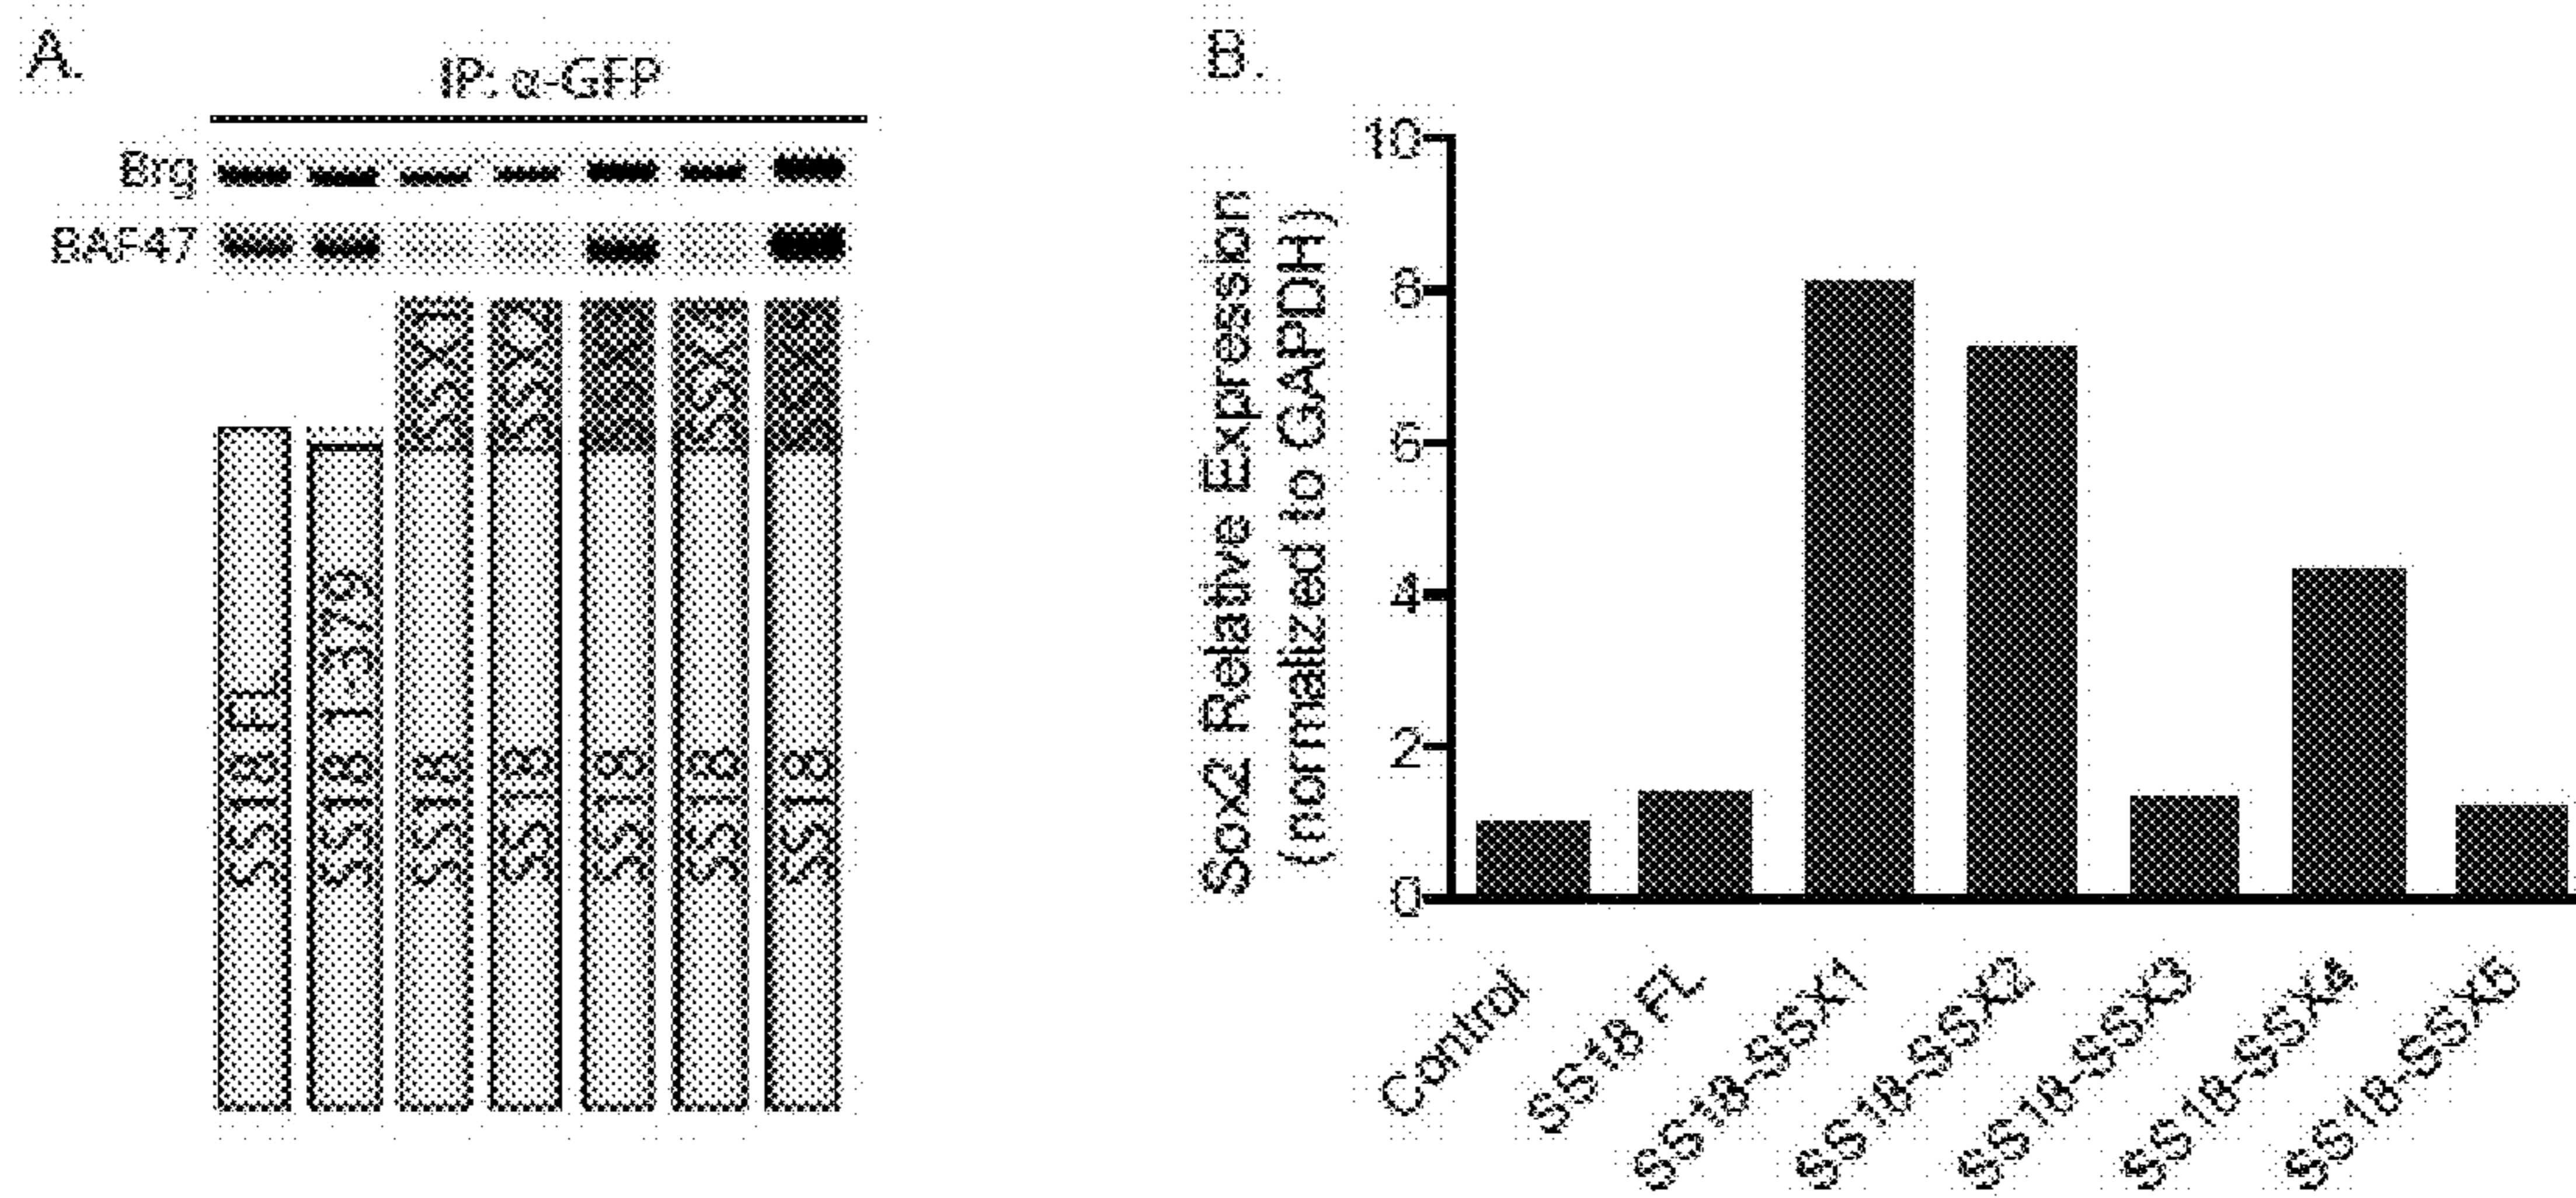 A.
IP: α-GFP
Brg
BAF47
SS18 FL
SS18 1-379
SS18 SSX1
SS18 SSX2
SS18
SS18 SSX4
SS18
B.
Sox2 Relative Expression
(normalized to GAPDH)
10
8
6
4
2
0
Control
SS18 FL
SS18-SSX1
SS18-SSX2
SS18-SSX3
SS18-SSX4
SS18-SSX5